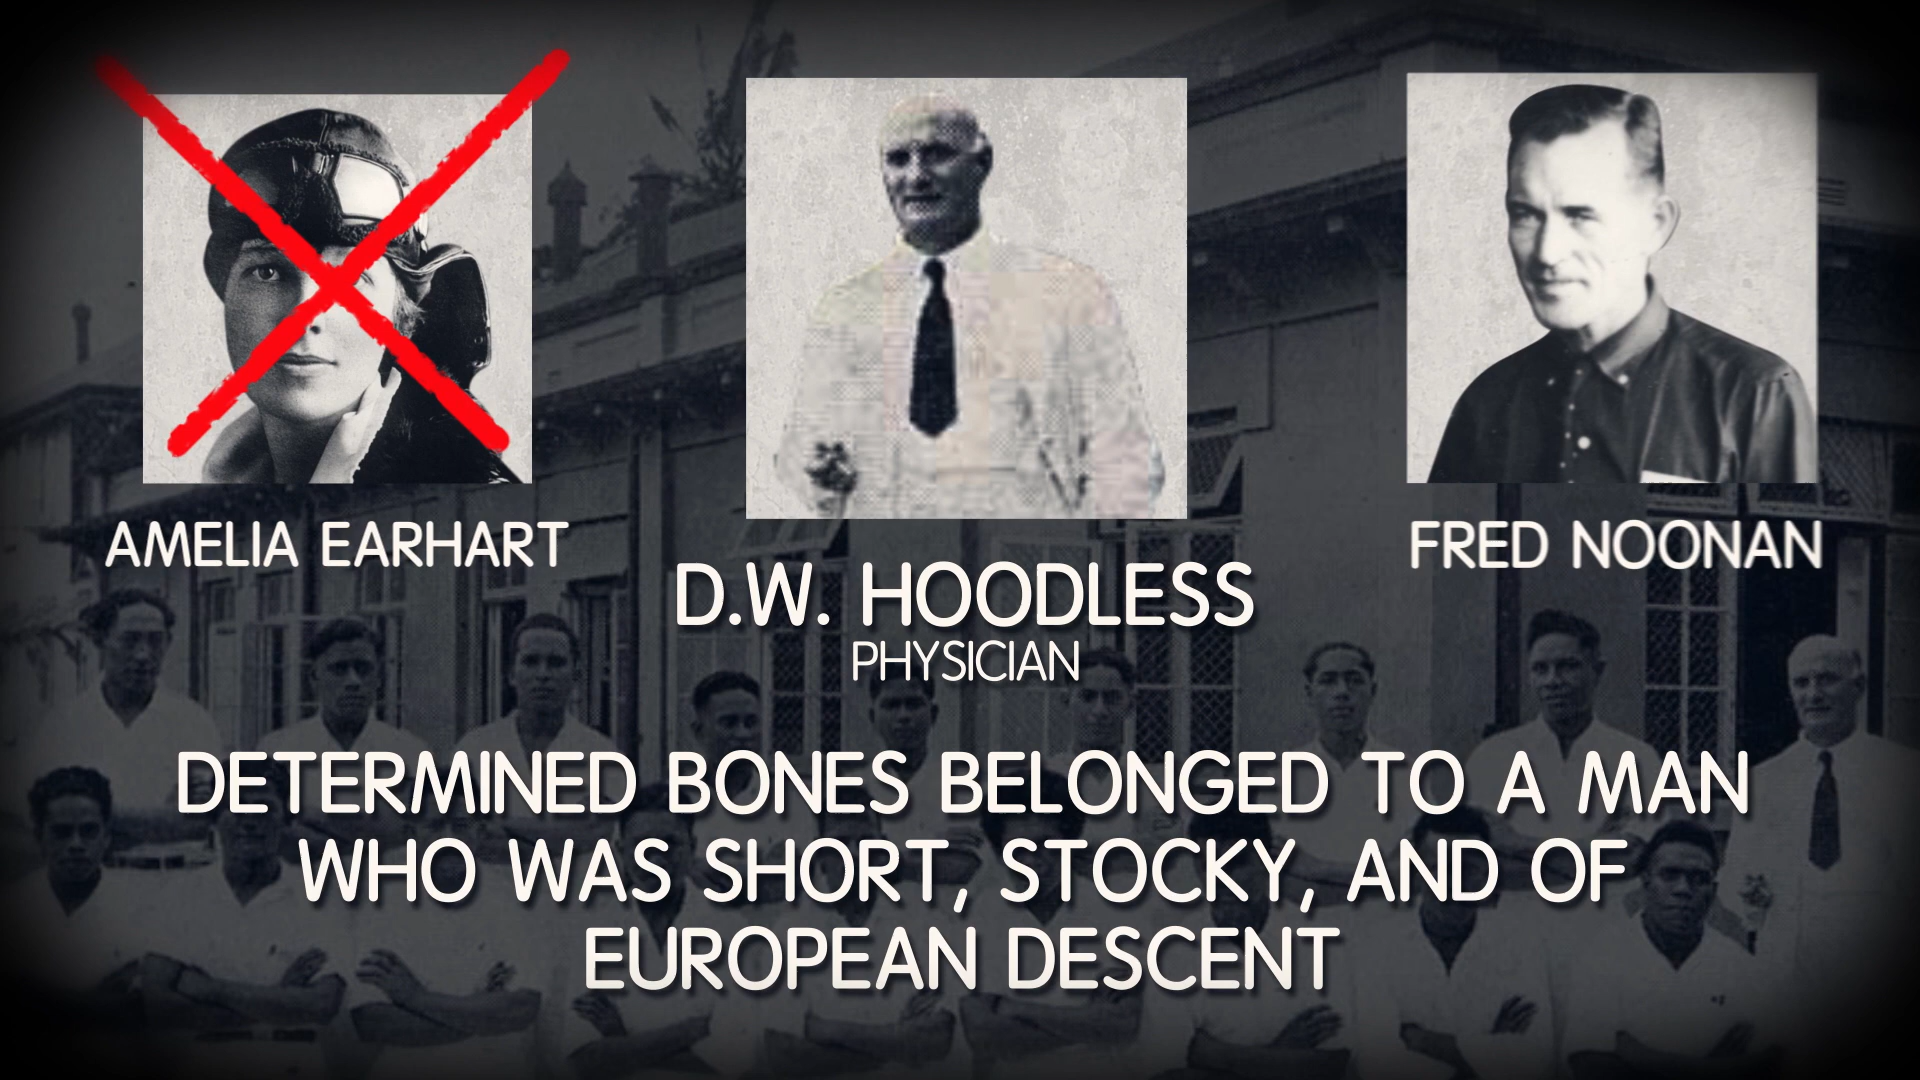 AMELIA EARHART
D.W. HOODLESS
PHYSICIAN
FRED NOONAN
DETERMINED BONES BELONGED TO A MAN
WHO WAS SHORT, STOCKY, AND OF
EUROPEAN DESCENT